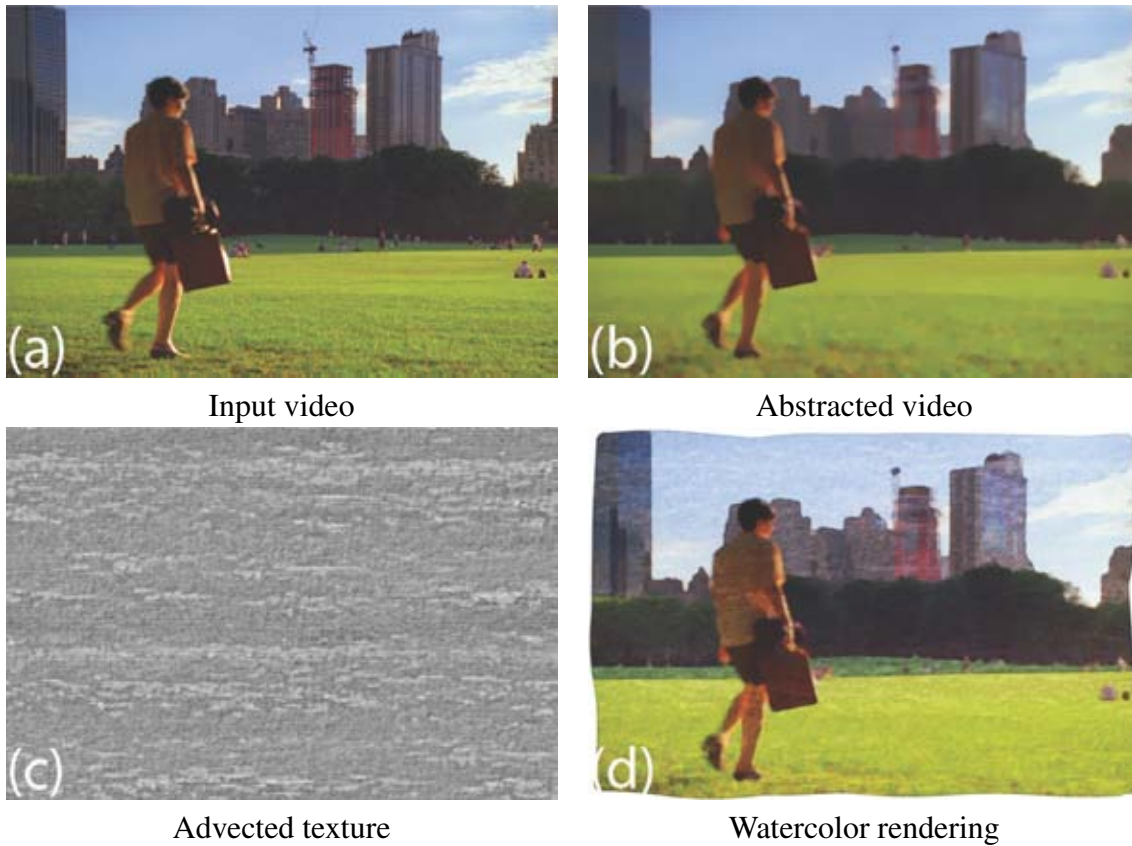 (a)
(b)
Input video
Abstracted video
(c)
(d)
Advected texture
Watercolor rendering